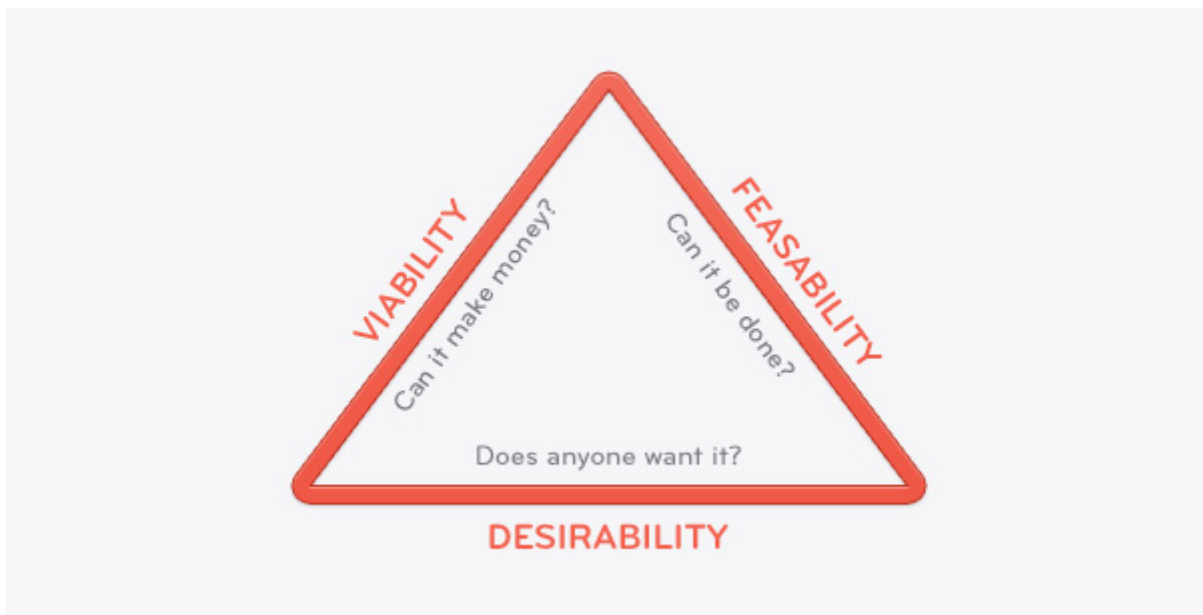 VIABILITY
Can it make money?
FEASABILITY
Can it be done?
Does anyone want it?
DESIRABILITY